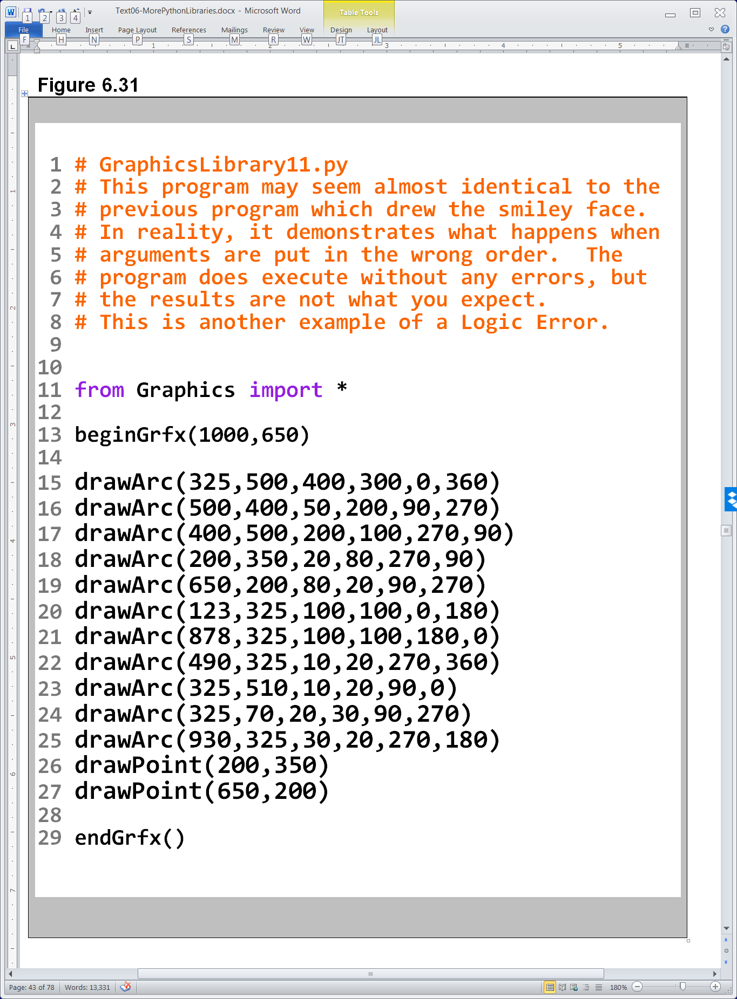 Text06-MorePythonLibraries.docx - Microsoft Word
Table Tools
1 2 3 4
File Home Insert Page Layout References Mailings Review View Design Layout
F H N P S M R W JT JL
1 2 3 4 5
Figure 6.31
1 # GraphicsLibrary11.py
2 # This program may seem almost identical to the
3 # previous program which drew the smiley face.
4 # In reality, it demonstrates what happens when
5 # arguments are put in the wrong order.  The
6 # program does execute without any errors, but
7 # the results are not what you expect.
8 # This is another example of a Logic Error.
9
10
11 from Graphics import *
12
13 beginGrfx(1000,650)
14
15 drawArc(325,500,400,300,0,360)
16 drawArc(500,400,50,200,90,270)
17 drawArc(400,500,200,100,270,90)
18 drawArc(200,350,20,80,270,90)
19 drawArc(650,200,80,20,90,270)
20 drawArc(123,325,100,100,0,180)
21 drawArc(878,325,100,100,180,0)
22 drawArc(490,325,10,20,270,360)
23 drawArc(325,510,10,20,90,0)
24 drawArc(325,70,20,30,90,270)
25 drawArc(930,325,30,20,270,180)
26 drawPoint(200,350)
27 drawPoint(650,200)
28
29 endGrfx()
1
2
3
4
5
6
7
Page: 43 of 78 Words: 13,331 180%